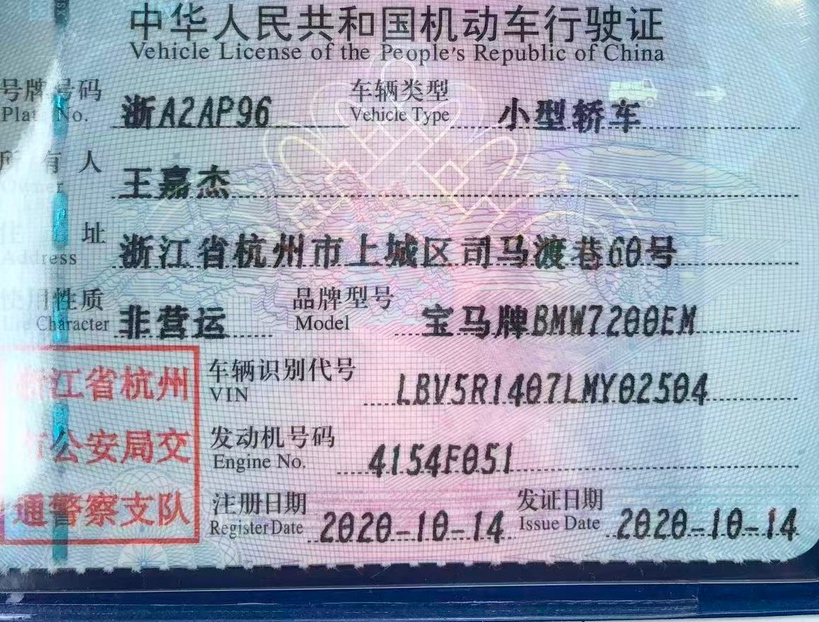 中华人民共和国机动车行驶证
Vehicle License of the People's Republic of China
号牌号码 浙A2AP96 车辆类型 小型轿车
Plate No. Vehicle Type
所有人 王嘉杰
Owner
住址 浙江省杭州市上城区司马渡巷60号
Address
使用性质 非营运 品牌型号 宝马牌BMW7200EM
Use Character Model
浙江省杭州
市公安局交
通警察支队
车辆识别代号 LBV5R1407LMY02504
VIN
发动机号码 4154F051
Engine No.
注册日期 2020-10-14 发证日期 2020-10-14
Register Date Issue Date